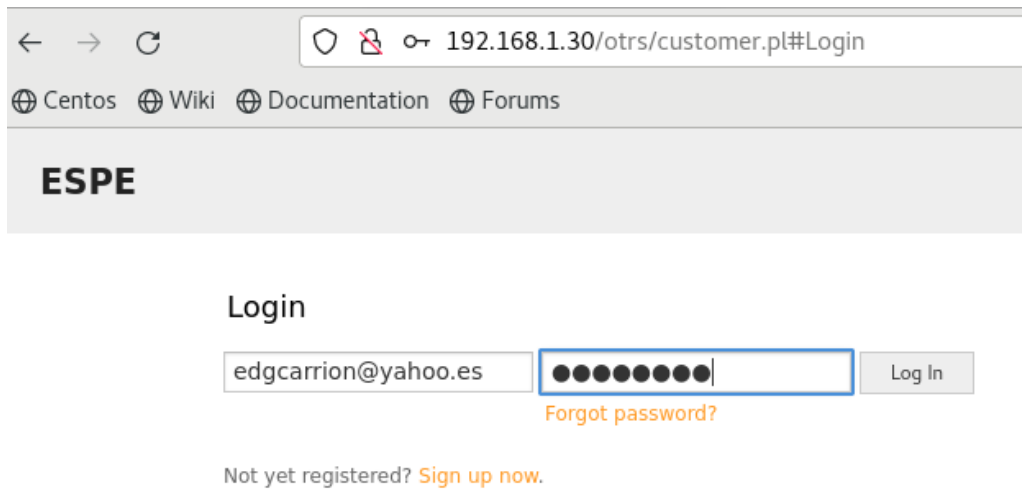 192.168.1.30/otrs/customer.pl#Login
Centos Wiki Documentation Forums
ESPE
Login
edgcarrion@yahoo.es ●●●●●●●● Log In
Forgot password?
Not yet registered? Sign up now.